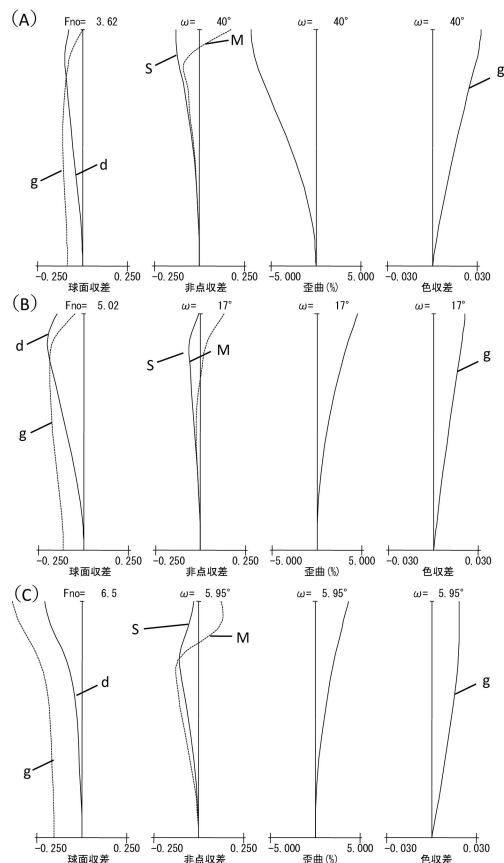 (A) Fno= 3.62 ω= 40° ω= 40° ω= 40°
M
S
g
d
g
-0.250 0.250 -0.250 0.250 -5.000 5.000 -0.030 0.030
球面収差 非点収差 歪曲(%) 色収差
(B) Fno= 5.02 ω= 17° ω= 17° ω= 17°
d
S M
g
g
-0.250 0.250 -0.250 0.250 -5.000 5.000 -0.030 0.030
球面収差 非点収差 歪曲(%) 色収差
(C) Fno= 6.5 ω= 5.95° ω= 5.95° ω= 5.95°
S
M
d
g
g
-0.250 0.250 -0.250 0.250 -5.000 5.000 -0.030 0.030
球面収差 非点収差 歪曲(%) 色収差